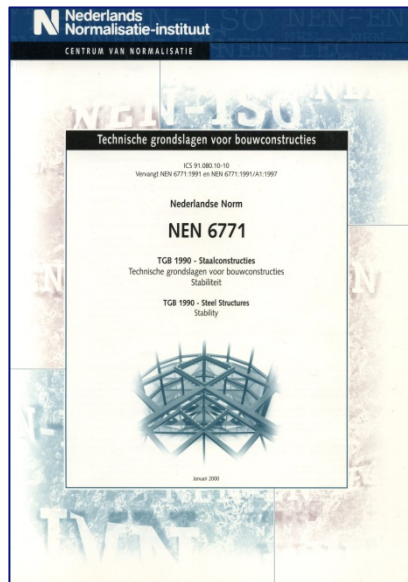 Nederlands
Normalisatie-instituut
CENTRUM VAN NORMALISATIE
NEN-ISO
Technische grondslagen voor bouwconstructies
ICS 91.080.10-10
Vervangt NEN 6771:1991 en NEN 6771:1991/A1:1997
Nederlandse Norm
NEN 6771
TGB 1990 - Staalconstructies
Technische grondslagen voor bouwconstructies
Stabiliteit
TGB 1990 - Steel Structures
Stability
Januari 2000